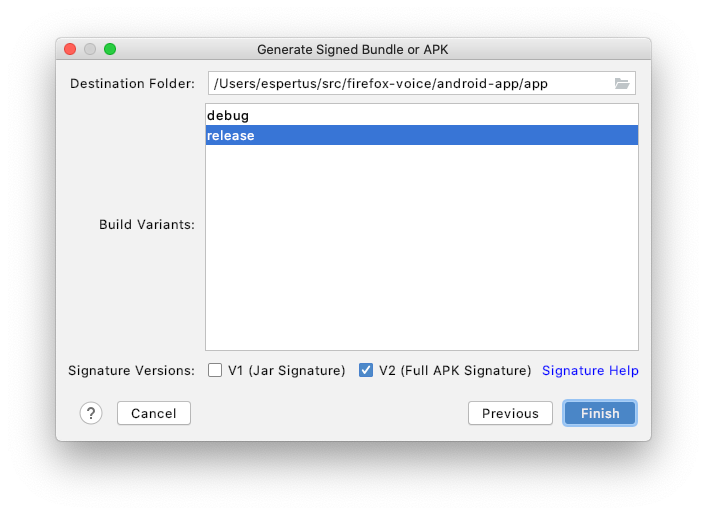 Generate Signed Bundle or APK
Destination Folder: /Users/espertus/src/firefox-voice/android-app/app
debug
release
Build Variants:
Signature Versions: V1 (Jar Signature) V2 (Full APK Signature) Signature Help
? Cancel Previous Finish